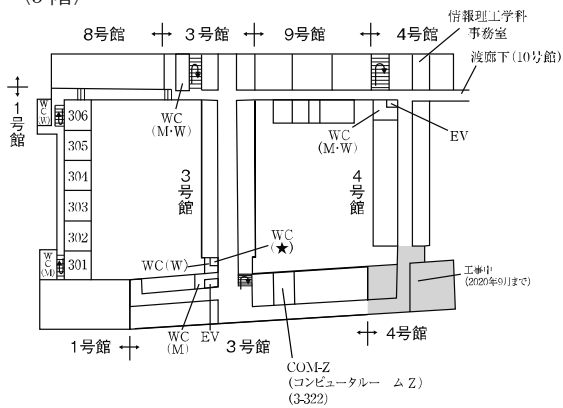 (3階)
情報理工学科
事務室
8号館
3号館
9号館
4号館
渡廊下(10号館)
1号館
WC
(W)
306
WC
(M・W)
WC
(M・W)
EV
305
304
3号館
4号館
303
302
WC
(★)
WC
(M)
301
WC(W)
工事中
(2020年9月まで)
WC
(M)
EV
1号館
3号館
4号館
COM-Z
(コンピュータルーム Z)
(3-322)